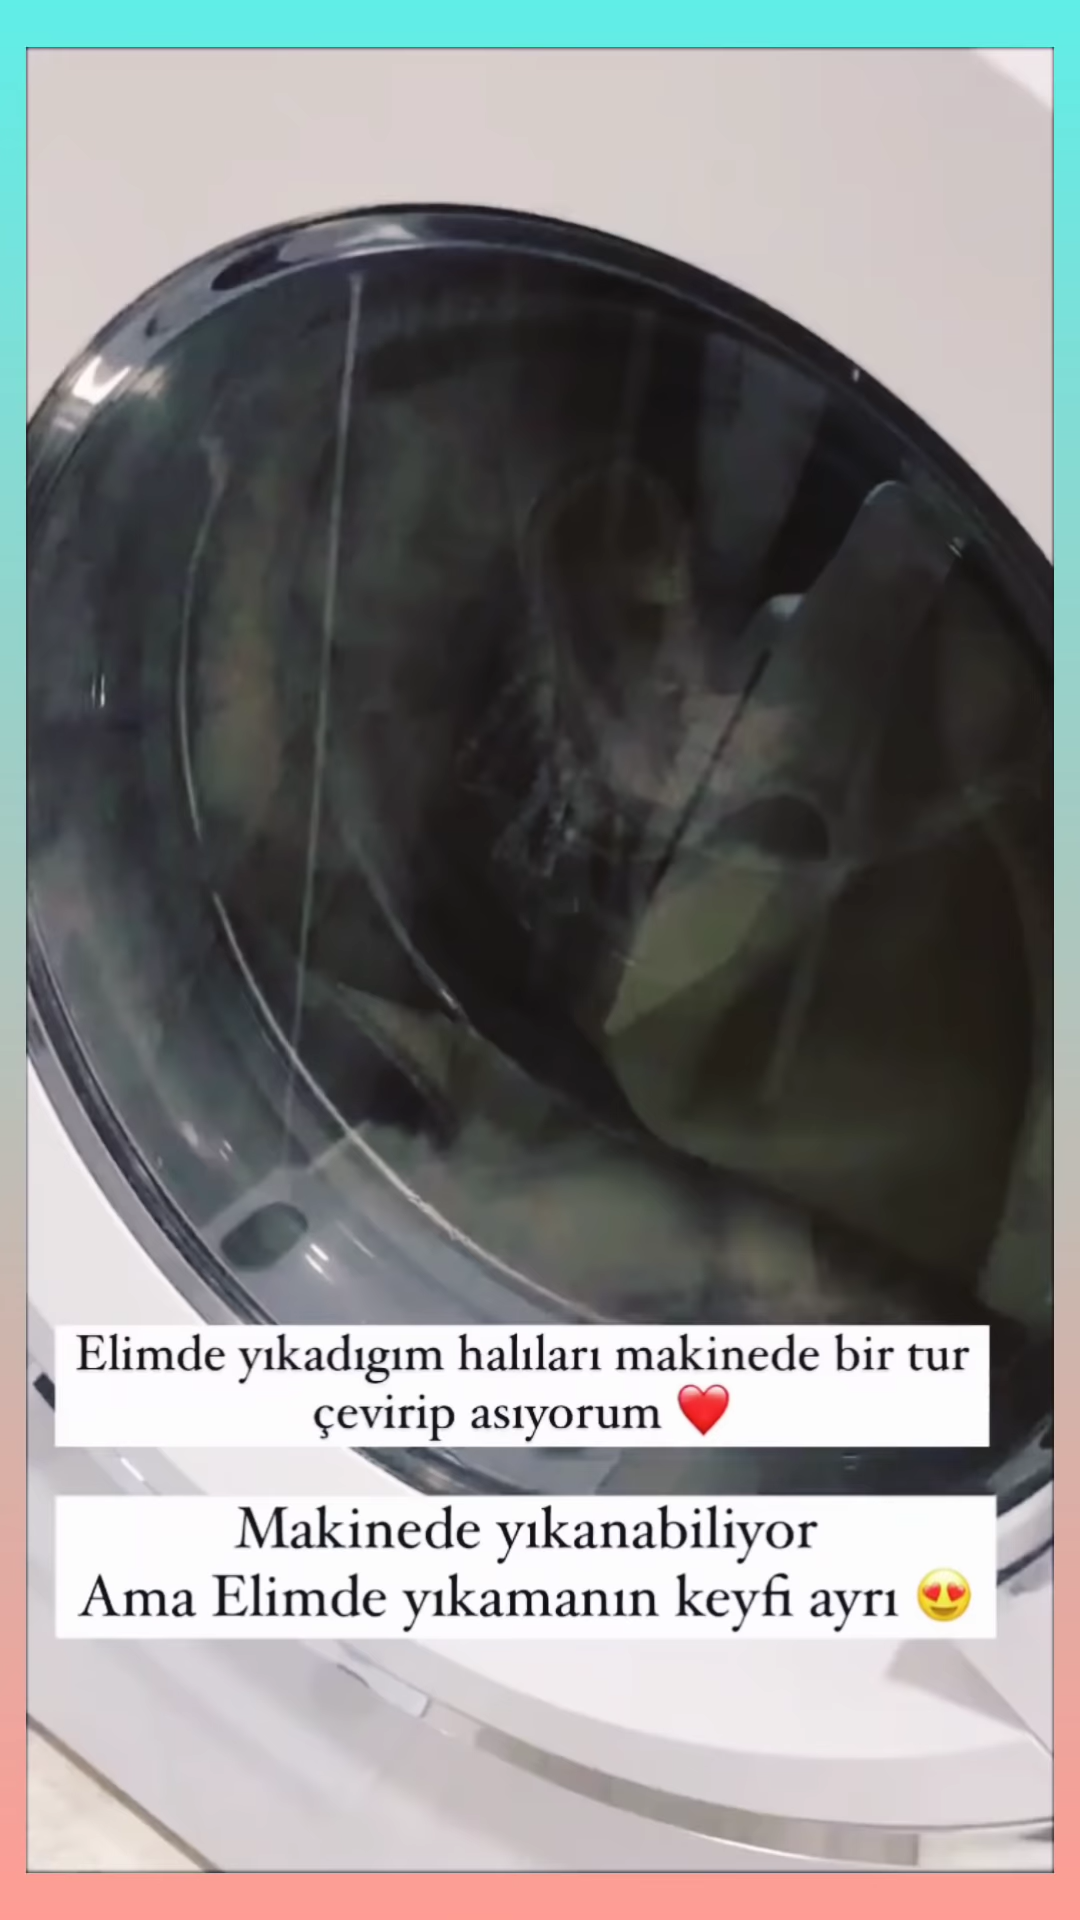 Elimde yıkadıgım halıları makinede bir tur
çevirip asıyorum ❤️
Makinede yıkanabiliyor
Ama Elimde yıkamanın keyfi ayrı 😍